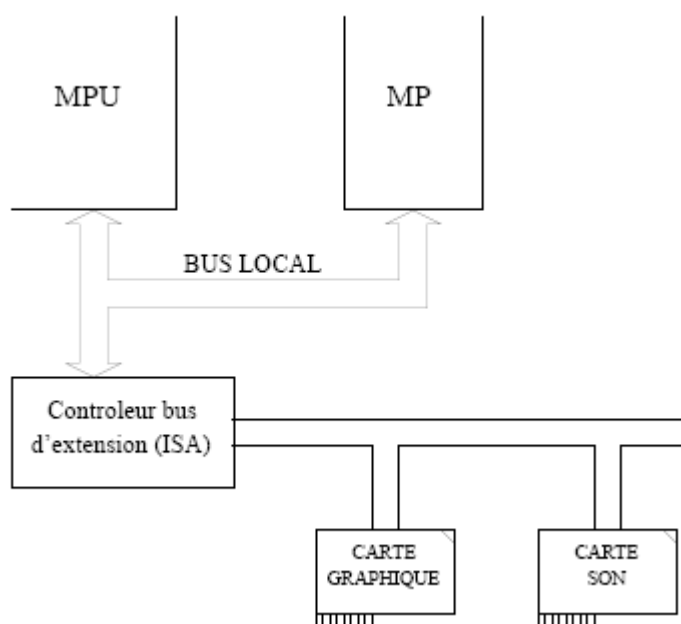 MPU
MP
BUS LOCAL
Controleur bus
d'extension (ISA)
CARTE
GRAPHIQUE
CARTE
SON